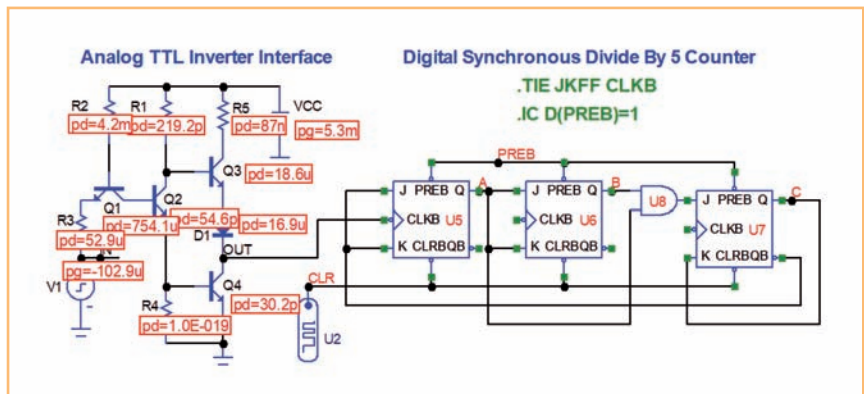 Analog TTL Inverter Interface
Digital Synchronous Divide By 5 Counter
.TIE JKFF CLKB
.IC D(PREB)=1
R2
R1
R5
VCC
pd=4.2m
pd=219.2p
pd=87n
pg=5.3m
Q3
pd=18.6u
Q1
Q2
R3
pd=754.1u
pd=54.6p
pd=16.9u
D1
pd=52.9u
IN
OUT
pg=-102.9u
V1
Q4
R4
pd=30.2p
pd=1.0E-019
CLR
U2
PREB
J PREB Q
CLKB U5
K CLRBQB
A
J PREB Q
CLKB U6
K CLRBQB
B
U8
J PREB Q
CLKB U7
K CLRBQB
C